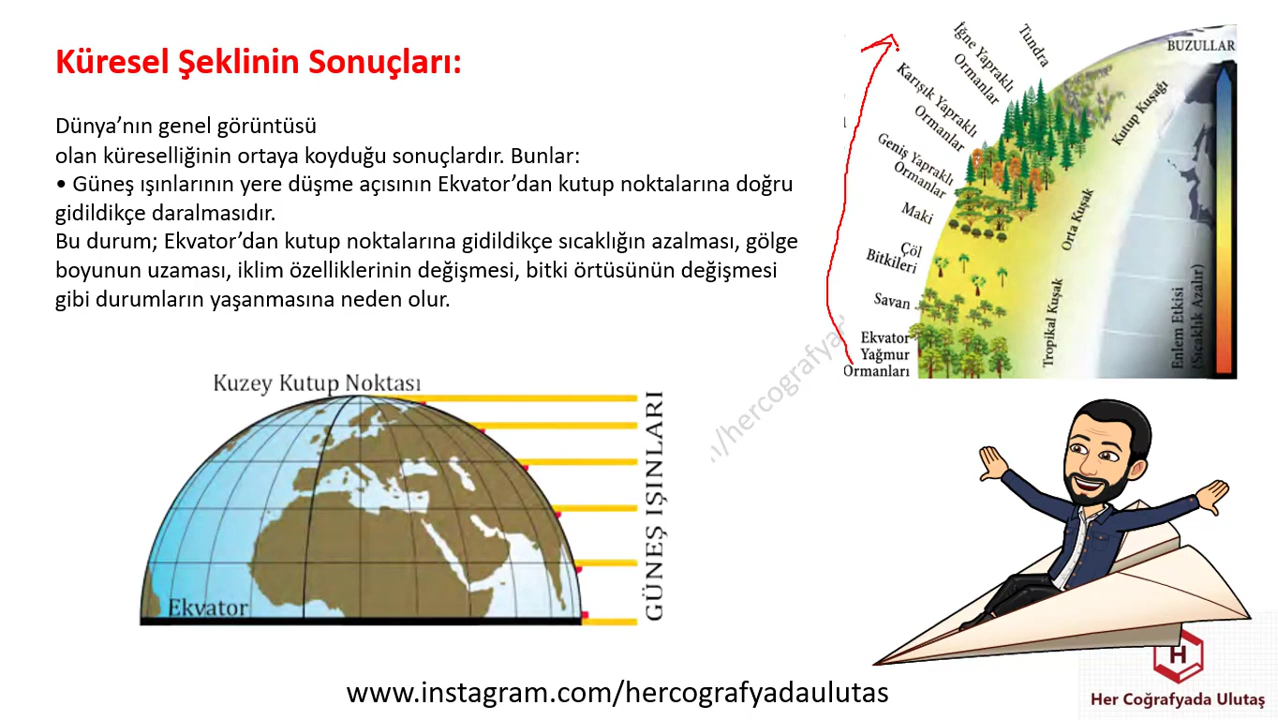 Küresel Şeklinin Sonuçları:
Dünya’nın genel görüntüsü
olan küreselliğinin ortaya koyduğu sonuçlardır. Bunlar:
• Güneş ışınlarının yere düşme açısının Ekvator’dan kutup noktalarına doğru
gidildikçe daralmasıdır.
Bu durum; Ekvator’dan kutup noktalarına gidildikçe sıcaklığın azalması, gölge
boyunun uzaması, iklim özelliklerinin değişmesi, bitki örtüsünün değişmesi
gibi durumların yaşanmasına neden olur.
BUZULLAR
Tundra
İğne Yapraklı
Ormanlar
Karışık Yapraklı
Ormanlar
Geniş Yapraklı
Ormanlar
Maki
Çöl
Bitkileri
Savan
Ekvator
Yağmur
Ormanları
Kutup Kuşağı
Orta Kuşak
Tropikal Kuşak
Enlem Etkisi
(Sıcaklık Azalır)
/hercografyad
Kuzey Kutup Noktası
Ekvator
GÜNEŞ IŞINLARI
www.instagram.com/hercografyadaulutas
H
Her Coğrafyada Ulutaş